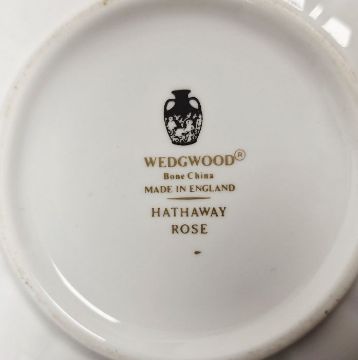 WEDGWOOD®
Bone China
MADE IN ENGLAND
HATHAWAY
ROSE